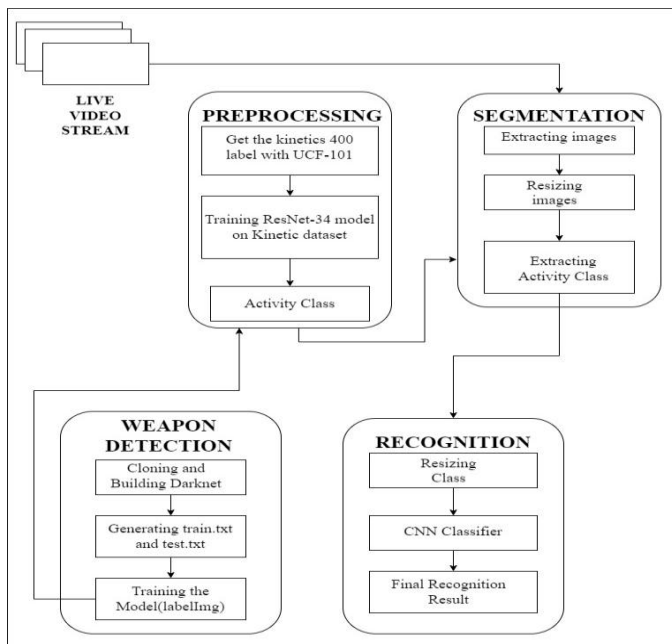 LIVE
VIDEO
STREAM
PREPROCESSING
Get the kinetics 400
label with UCF-101
Training ResNet-34 model
on Kinetic dataset
Activity Class
SEGMENTATION
Extracting images
Resizing
images
Extracting
Activity Class
WEAPON
DETECTION
Cloning and
Building Darknet
Generating train.txt
and test.txt
Training the
Model(labelImg)
RECOGNITION
Resizing
Class
CNN Classifier
Final Recognition
Result